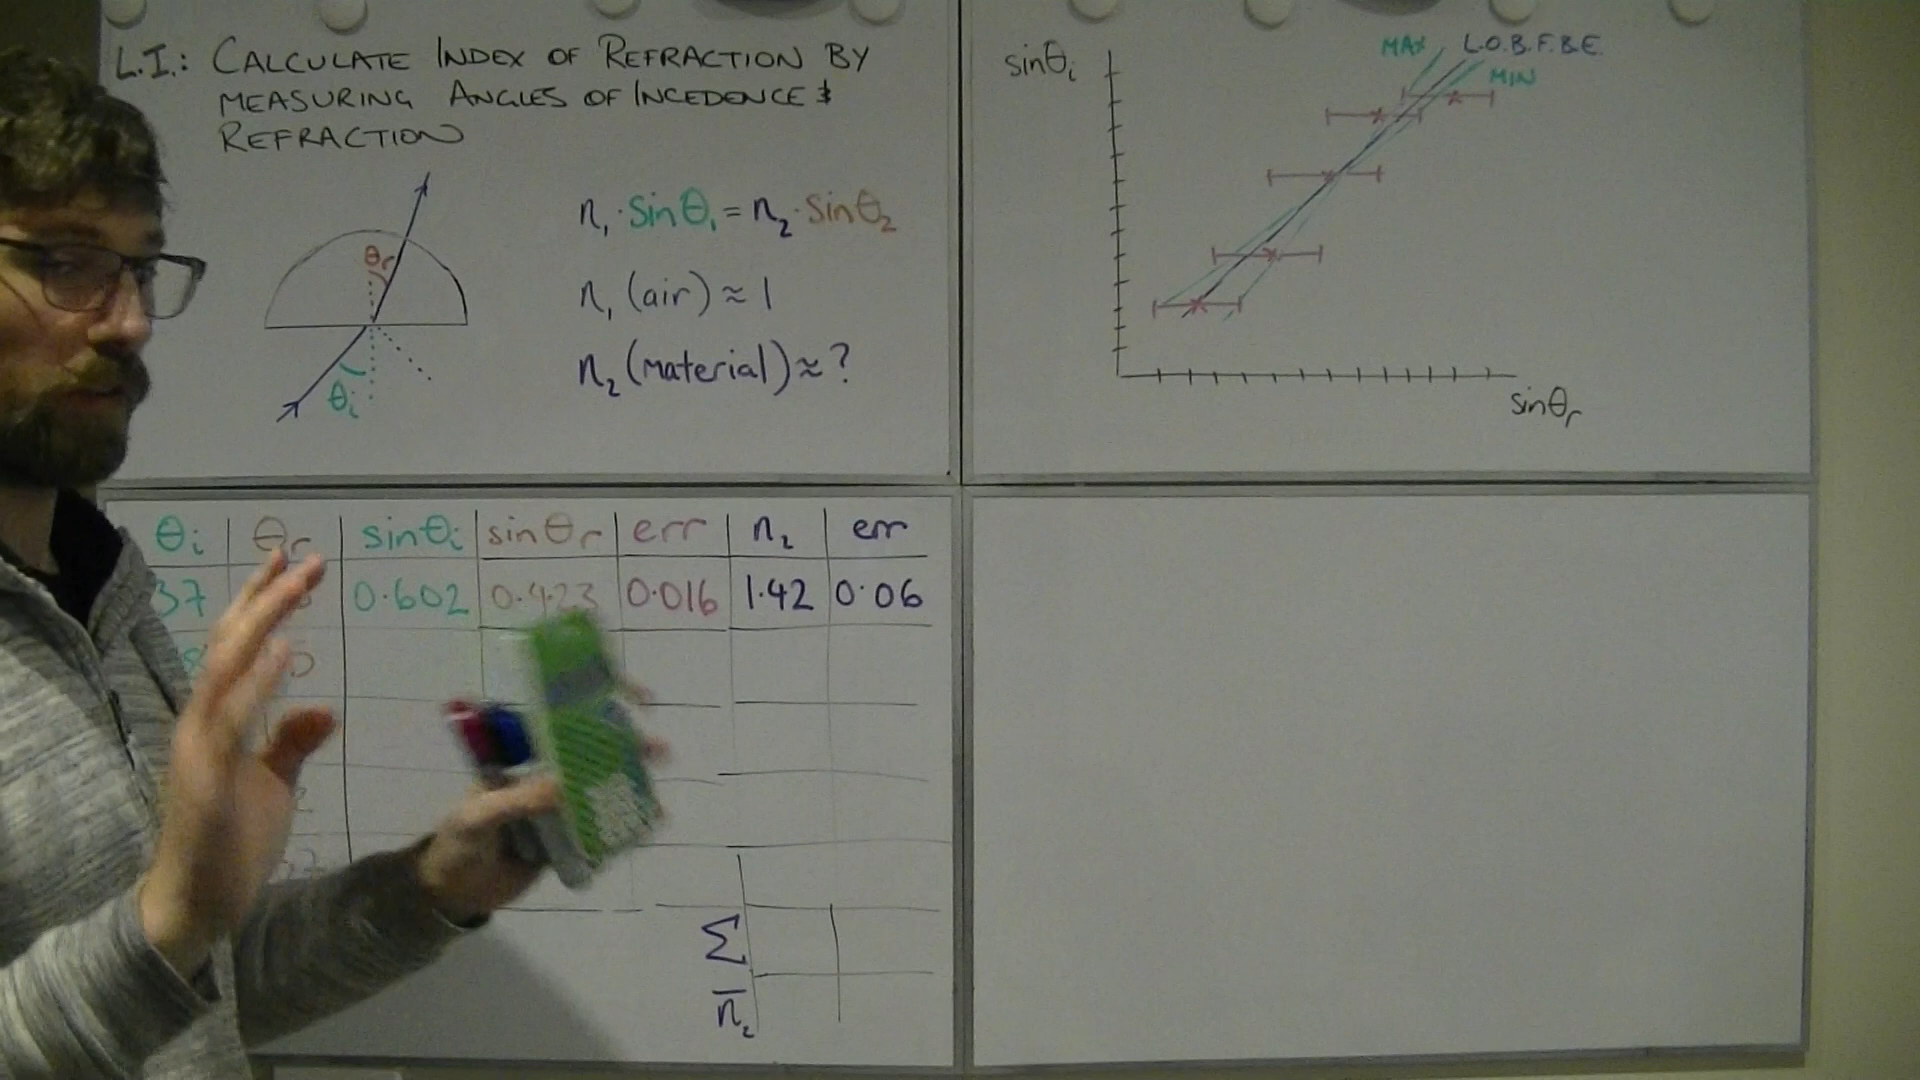 L.I.: CALCULATE INDEX OF REFRACTION BY
MEASURING ANGLES OF INCEDENCE &
REFRACTION
θr
θi
n₁·sinθ₁ = n₂·sinθ₂
n₁ (air) ≈ 1
n₂ (material) ≈ ?
sinθi
MAX L.O.B.F.B.E.
MIN
sinθr
θi θr sinθi sinθr err n₂ err
37 0.602 0.423 0.016 1.42 0.06
Σ
n̄₂